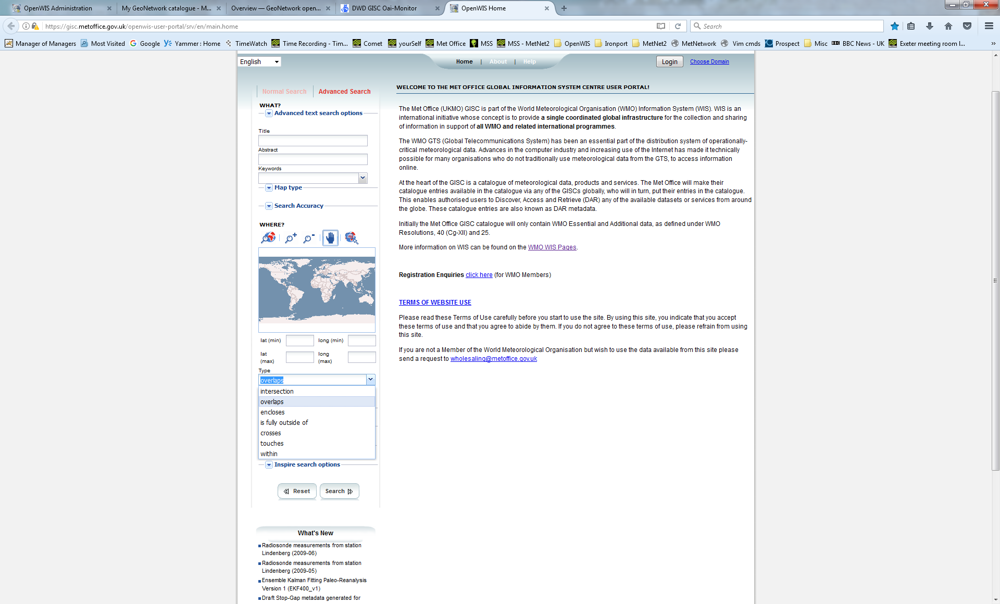 OpenWIS Administration
My GeoNetwork catalogue - M...
Overview — GeoNetwork open...
DWD GISC Oai-Monitor
OpenWIS Home
https://gisc.metoffice.gov.uk/openwis-user-portal/srv/en/main.home
Search
Manager of Managers
Most Visited
Google
Yammer : Home
TimeWatch
Time Recording - Tim...
Comet
yourSelf
Met Office
MSS
MSS - MetNet2
OpenWIS
Ironport
MetNet2
MetNetwork
Vim cmds
Prospect
Misc
BBC News - UK
Exeter meeting room l...
English
Home | About | Help
Login
Choose Domain
Normal Search
Advanced Search
WHAT?
Advanced text search options
Title
Abstract
Keywords
Map type
Search Accuracy
WHERE?
lat (min)
long (min)
lat
(max)
long
(max)
Type
overlaps
intersection
overlaps
encloses
is fully outside of
crosses
touches
within
Inspire search options
Reset
Search
What's New
Radiosonde measurements from station
Lindenberg (2009-06)
Radiosonde measurements from station
Lindenberg (2009-05)
Ensemble Kalman Fitting Paleo-Reanalysis
Version 1 (EKF400_v1)
Draft Stop-Gap metadata generated for
WELCOME TO THE MET OFFICE GLOBAL INFORMATION SYSTEM CENTRE USER PORTAL!
The Met Office (UKMO) GISC is part of the World Meteorological Organisation (WMO) Information System (WIS). WIS is an
international initiative whose concept is to provide a single coordinated global infrastructure for the collection and sharing
of information in support of all WMO and related international programmes.
The WMO GTS (Global Telecommunications System) has been an essential part of the distribution system of operationally-
critical meteorological data. Advances in the computer industry and increasing use of the Internet has made it technically
possible for many organisations who do not traditionally use meteorological data from the GTS, to access information
online.
At the heart of the GISC is a catalogue of meteorological data, products and services. The Met Office will make their
catalogue entries available in the catalogue via any of the GISCs globally, who will in turn, put their entries in the catalogue.
This enables authorised users to Discover, Access and Retrieve (DAR) any of the available datasets or services from around
the globe. These catalogue entries are also known as DAR metadata.
Initially the Met Office GISC catalogue will only contain WMO Essential and Additional data, as defined under WMO
Resolutions, 40 (Cg-XII) and 25.
More information on WIS can be found on the WMO WIS Pages.
Registration Enquiries click here (for WMO Members)
TERMS OF WEBSITE USE
Please read these Terms of Use carefully before you start to use the site. By using this site, you indicate that you accept
these terms of use and that you agree to abide by them. If you do not agree to these terms of use, please refrain from using
this site.
If you are not a Member of the World Meteorological Organisation but wish to use the data available from this site please
send a request to wholesaling@metoffice.gov.uk